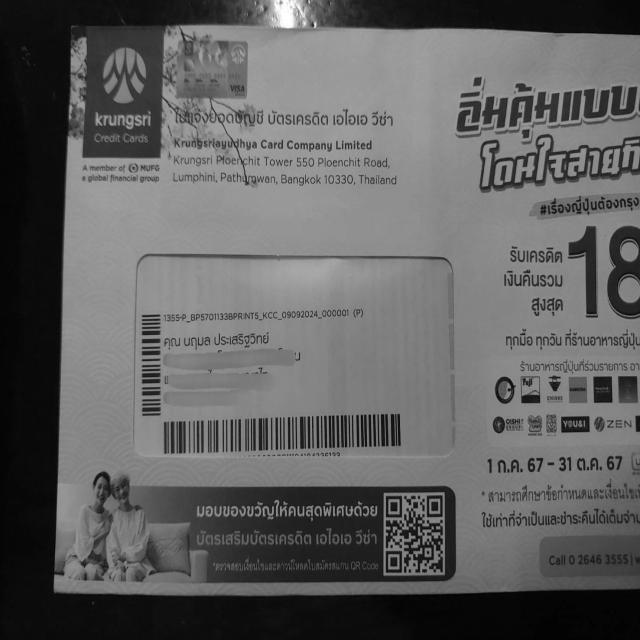 krungsri
Credit Cards
A member of MUFG
a global financial group
VISA
ใบแจ้งยอดบัญชี บัตรเครดิต เอไอเอ วีซ่า
Krungsriayudhya Card Company Limited
Krungsri Ploenchit Tower 550 Ploenchit Road,
Lumphini, Pathumwan, Bangkok 10330, Thailand
1355-P_BP5701133BPRINT5_KCC_09092024_000001 (P)
คุณ นฤมล ประเสริฐวิทย์
อิ่มคุ้มแบบ
โดนใจสาย
#เรื่องญี่ปุ่นต้องกรุง
รับเครดิต
เงินคืนรวม
สูงสุด
18
ทุกมื้อ ทุกวัน ที่ร้านอาหารญี่ปุ่น
ร้านอาหารญี่ปุ่นที่ร่วมรายการ อา
Fuji
OISHI
YOU&I
ZEN
1 ก.ค. 67 - 31 ต.ค. 67
*สามารถศึกษาข้อกำหนดและเงื่อนไข
ใช้เท่าที่จำเป็นและชำระคืนได้เต็มจำน
Call 0 2646 3555
มอบของขวัญให้คนสุดพิเศษด้วย
บัตรเสริมบัตรเครดิต เอไอเอ วีซ่า
*ตรวจสอบเงื่อนไขและดาวน์โหลดใบสมัครสแกน QR Code